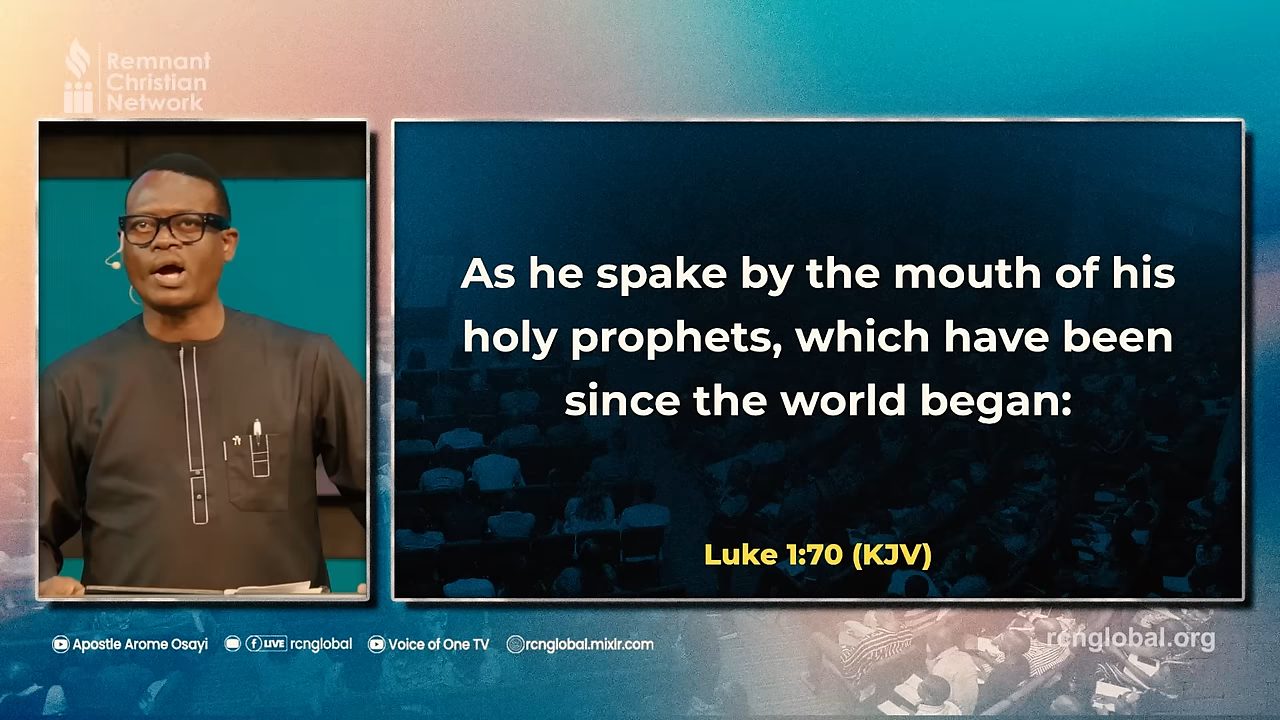 Remnant
Christian
Network
As he spake by the mouth of his
holy prophets, which have been
since the world began:
Luke 1:70 (KJV)
Apostle Arome Osayi
LIVE rcnglobal
Voice of One TV
rcnglobal.mixlr.com
rcnglobal.org